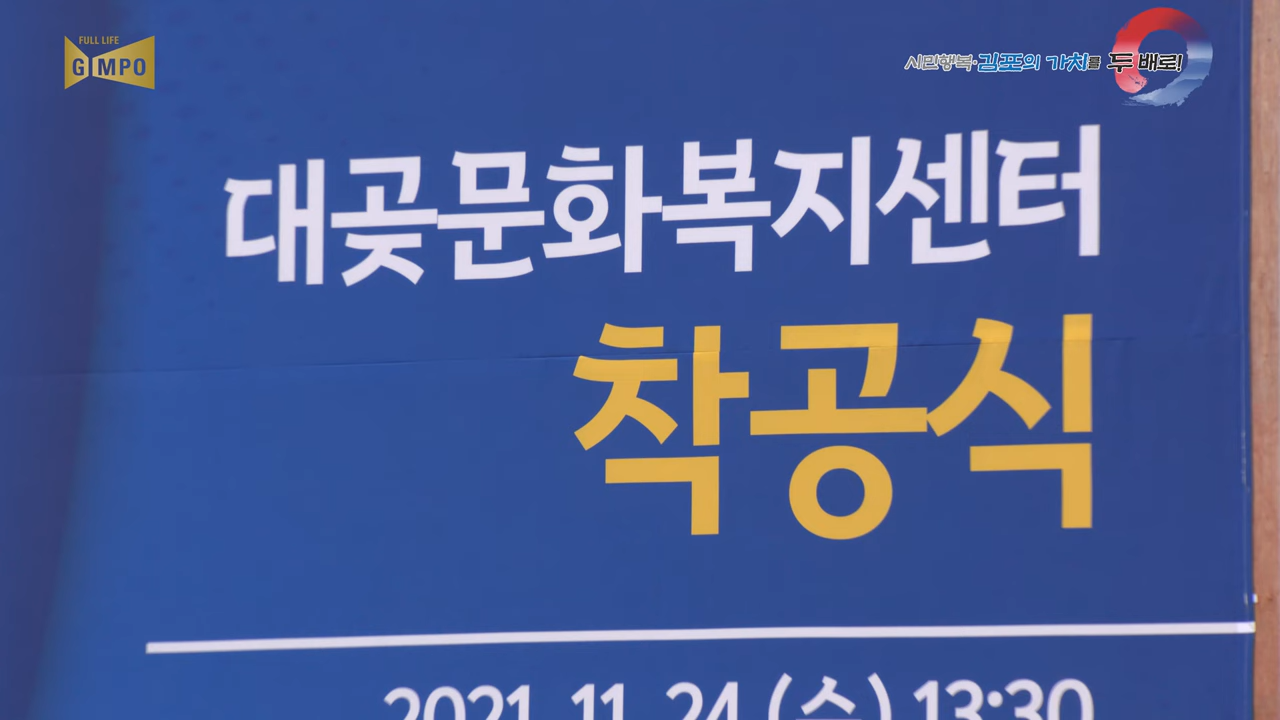 FULL LIFE
GIMPO
시민행복·김포의 가치를 두 배로!
대곶문화복지센터
착공식
2021. 11. 24 (수) 13:30